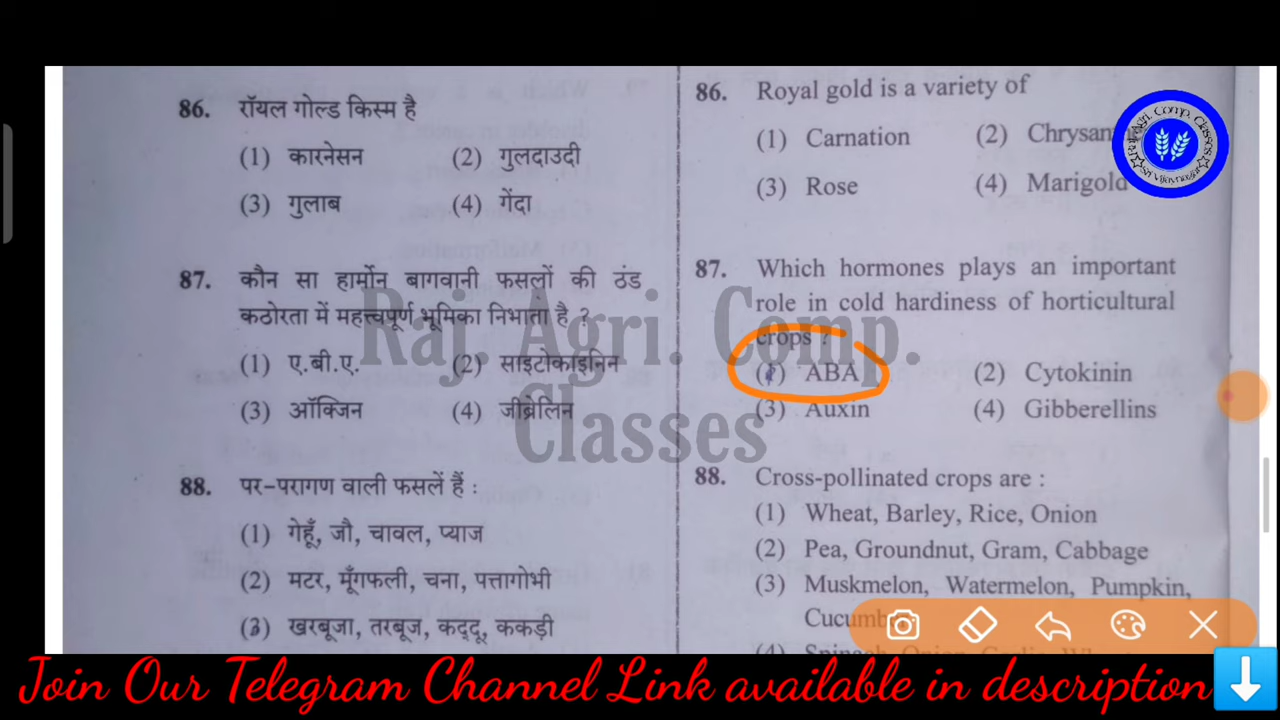 86. रॉयल गोल्ड किस्म है
(1) कारनेसन (2) गुलदाउदी
(3) गुलाब (4) गेंदा
87. कौन सा हार्मोन बागवानी फसलों की ठंड
कठोरता में महत्त्वपूर्ण भूमिका निभाता है ?
(1) ए.बी.ए. (2) साइटोकाइनिन
(3) ऑक्जिन (4) जीब्रेलिन
88. पर-परागण वाली फसलें हैं :
(1) गेहूँ, जौ, चावल, प्याज
(2) मटर, मूँगफली, चना, पत्तागोभी
(3) खरबूजा, तरबूज, कद्दू, ककड़ी
86. Royal gold is a variety of
(1) Carnation (2)
(3) Rose (4) Marigold
87. Which hormones plays an important
role in cold hardiness of horticultural
crops ?
(1) ABA (2) Cytokinin
(3) Auxin (4) Gibberellins
88. Cross-pollinated crops are :
(1) Wheat, Barley, Rice, Onion
(2) Pea, Groundnut, Gram, Cabbage
(3) Muskmelon, Watermelon, Pumpkin,
Raj. Agri. Comp.
Classes
Join Our Telegram Channel Link available in description